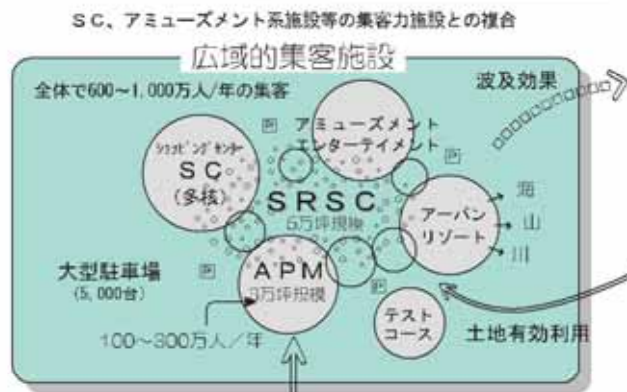 SC、アミューズメント系施設等の集客力施設との複合
広域的集客施設
全体で600～1,000万人/年の集客
波及効果
P
アミューズメント
エンターテイメント
ショッピングセンター
SC
(多核)
P
SRSC
5万坪規模
アーバン
リゾート
海
山
川
大型駐車場
(5,000台)
P
APM
3万坪規模
P
100～300万人／年
テスト
コース
土地有効利用